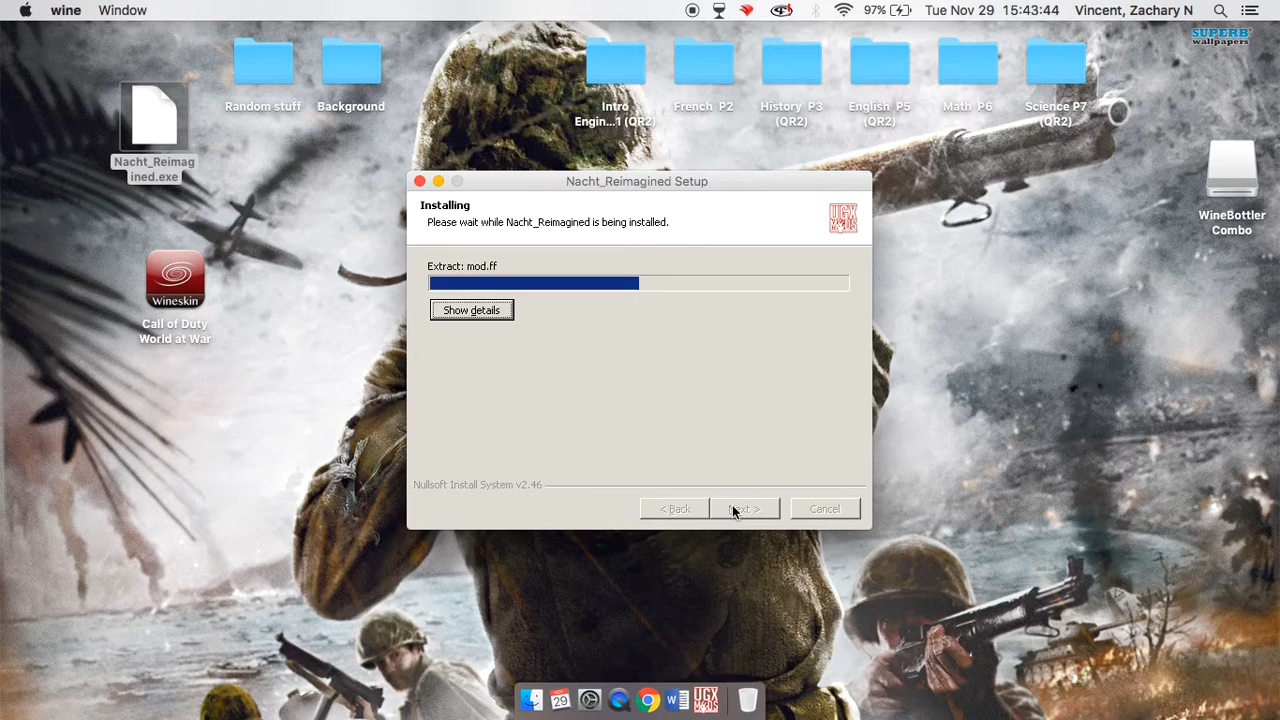 wine Window 97% Tue Nov 29 15:43:44 Vincent, Zachary N
SUPERB
wallpapers
Random stuff
Background
Intro
Engin...1 (QR2)
French P2
History P3
(QR2)
English P5
(QR2)
Math P6
Science P7
(QR2)
Nacht_Reimag
ined.exe
WineBottler
Combo
wineskin
Call of Duty
World at War
Nacht_Reimagined Setup
Installing
Please wait while Nacht_Reimagined is being installed.
UGX
MODS
Extract: mod.ff
Show details
Nullsoft Install System v2.46
< Back
Next >
Cancel
29
UGX
MODS